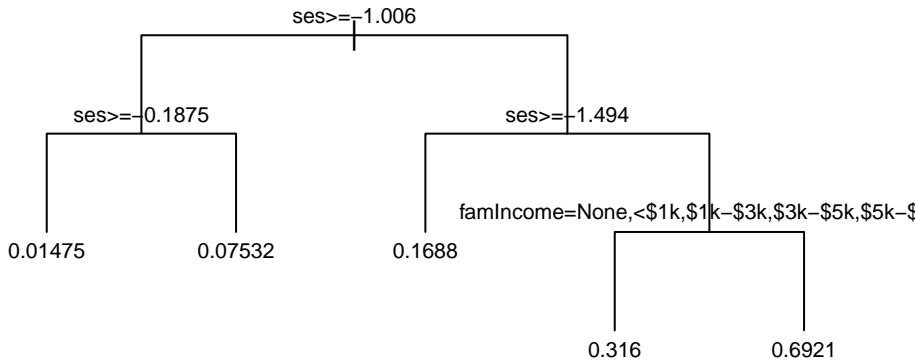 ses>=−1.006
ses>=−0.1875
ses>=−1.494
famIncome=None,<$1k,$1k−$3k,$3k−$5k,$5k−$
0.01475
0.07532
0.1688
0.316
0.6921